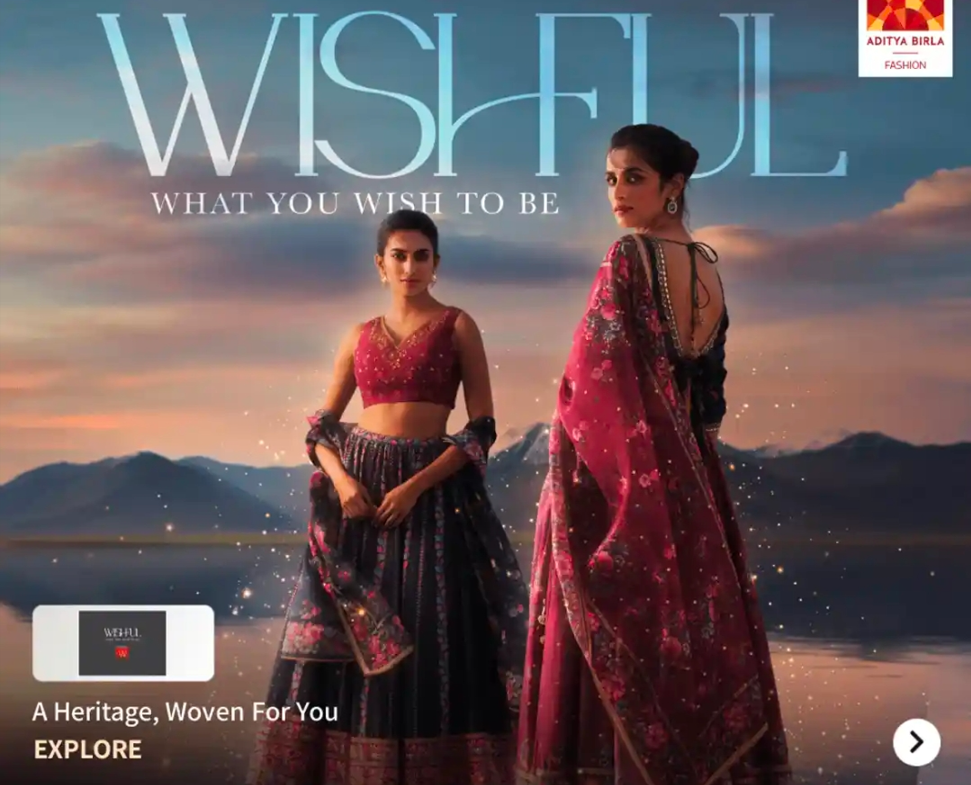 WISHFUL
ADITYA BIRLA
FASHION
WHAT YOU WISH TO BE
WISHFUL
W
A Heritage, Woven For You
EXPLORE